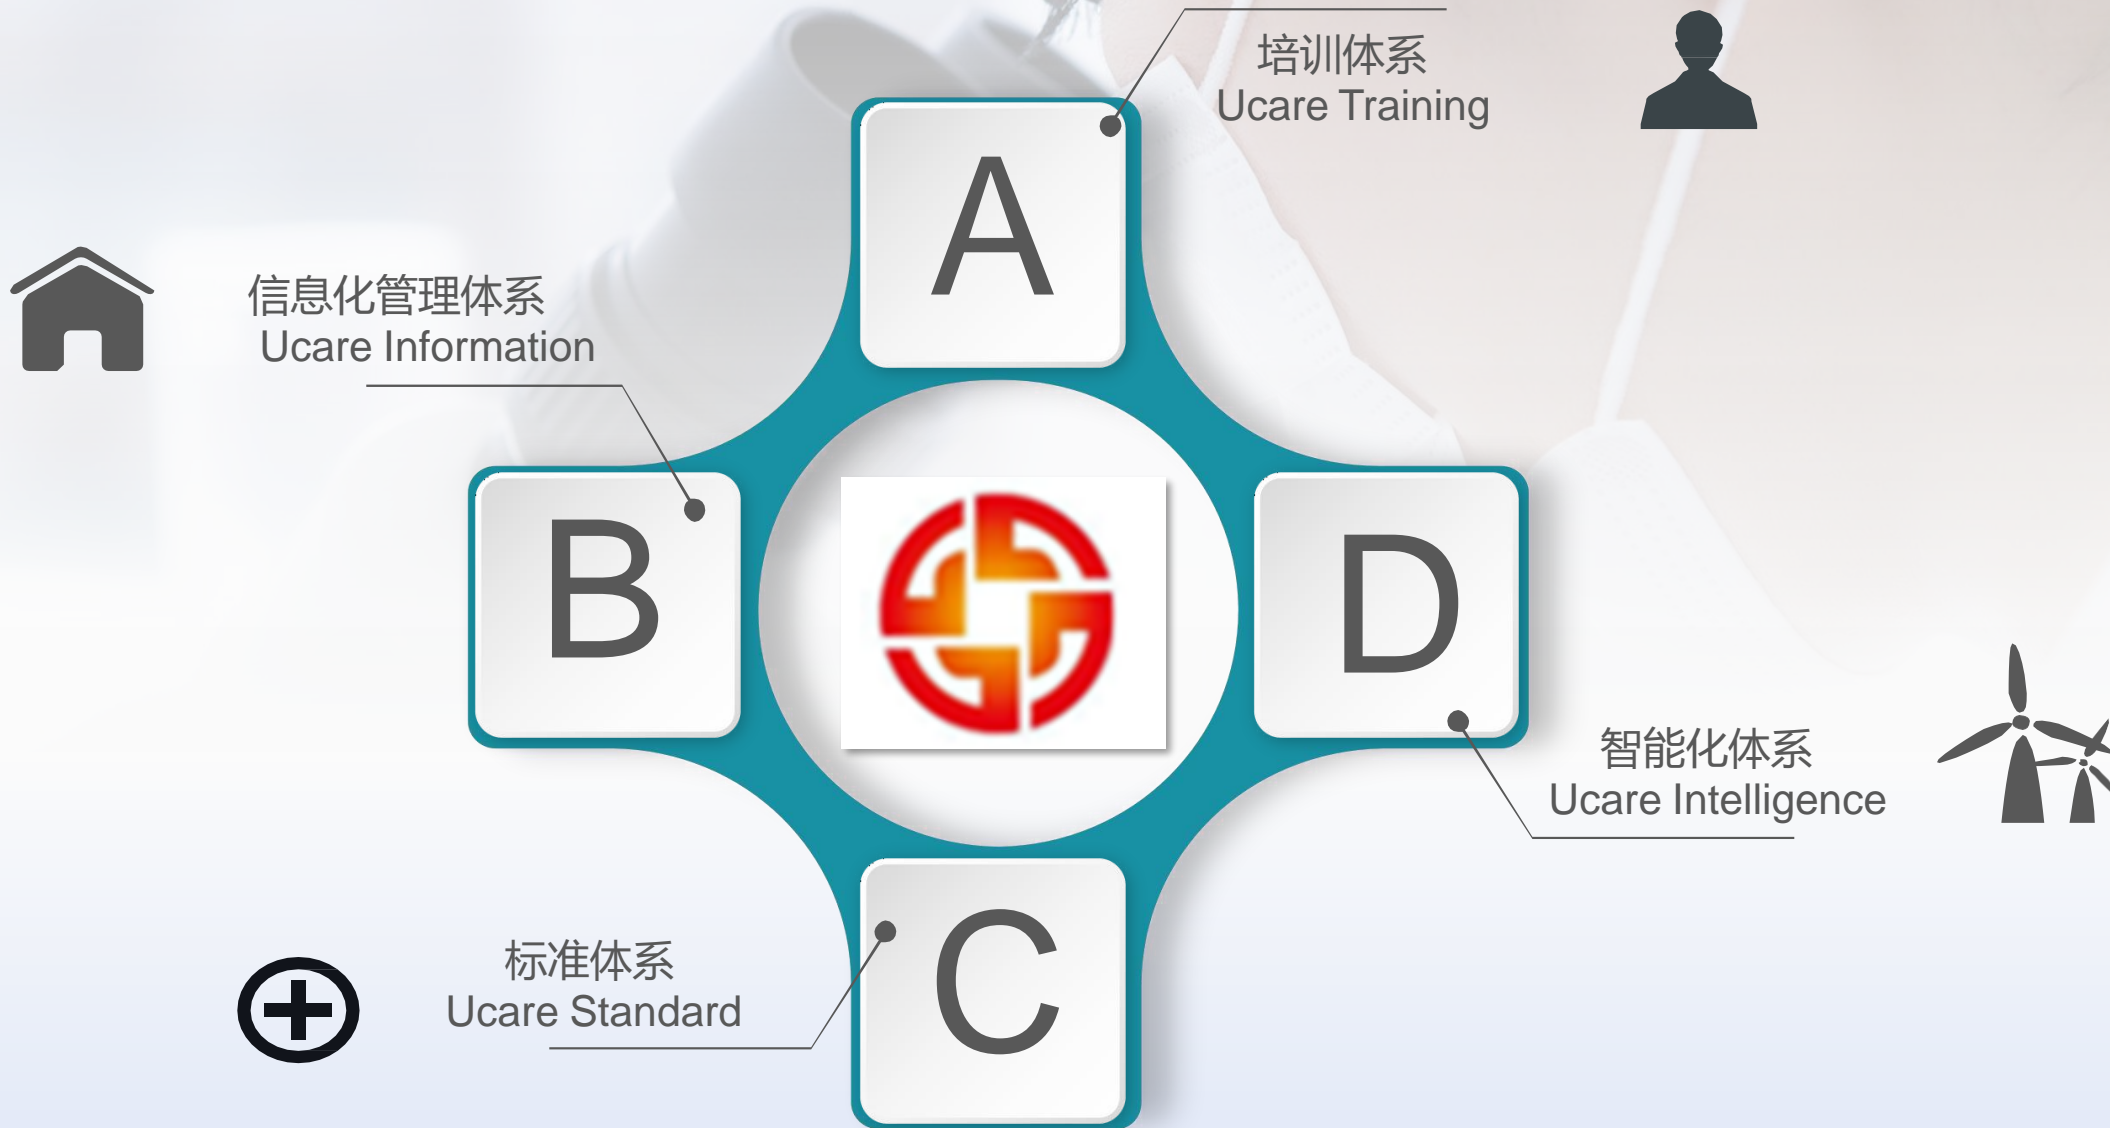 培训体系
Ucare Training
A
信息化管理体系
Ucare Information
B
D
智能化体系
Ucare Intelligence
标准体系
Ucare Standard
C